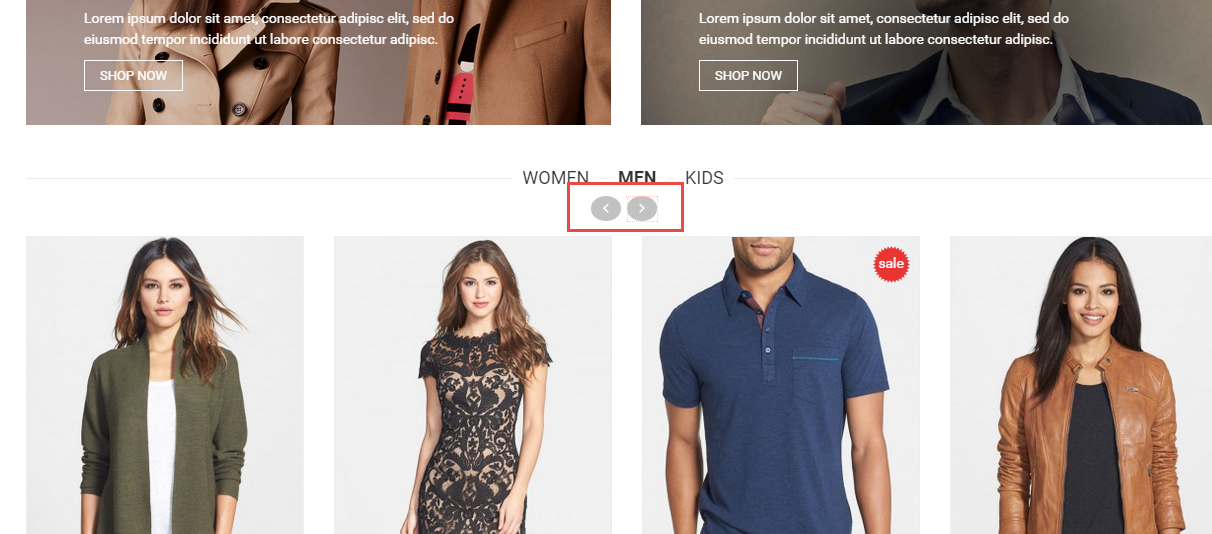 Lorem ipsum dolor sit amet, consectetur adipisc elit, sed do
eiusmod tempor incididunt ut labore consectetur adipisc.
SHOP NOW
Lorem ipsum dolor sit amet, consectetur adipisc elit, sed do
eiusmod tempor incididunt ut labore consectetur adipisc.
SHOP NOW
WOMEN MEN KIDS
sale